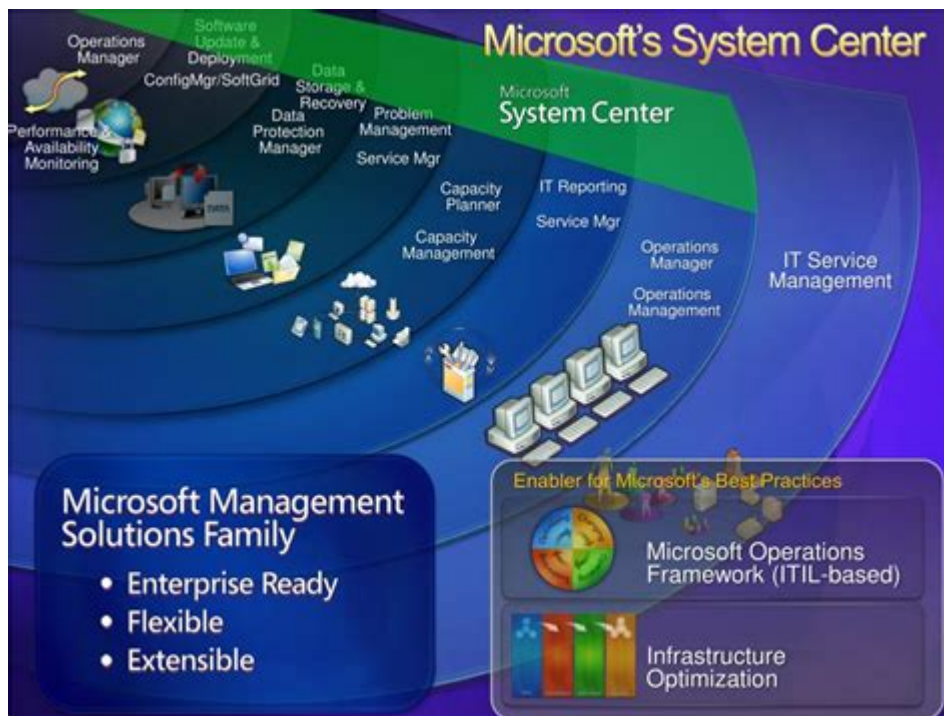 Microsoft's System Center
Operations
Manager
Software
Update &
Deployment
ConfigMgr/SoftGrid
Performance &
Availability
Monitoring
Data
Storage &
Recovery
Data
Protection
Manager
Problem
Management
Service Mgr
Microsoft
System Center
Capacity
Planner
Capacity
Management
IT Reporting
Service Mgr
Operations
Manager
Operations
Management
IT Service
Management
DATA
Microsoft Management
Solutions Family
• Enterprise Ready
• Flexible
• Extensible
Enabler for Microsoft's Best Practices
Microsoft Operations
Framework (ITIL-based)
Infrastructure
Optimization